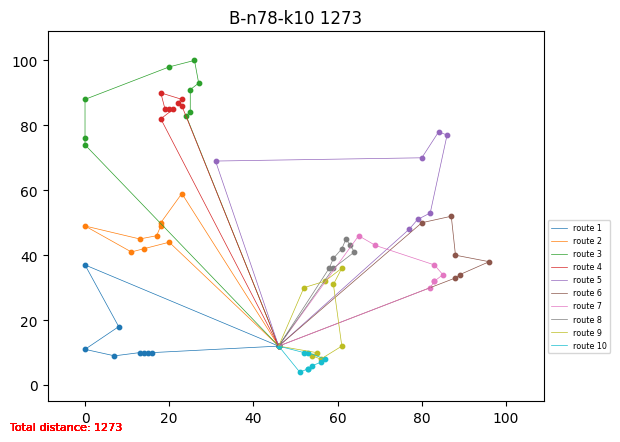 B-n78-k10 1273
100
80
60
40
20
0
0 20 40 60 80 100
route 1
route 2
route 3
route 4
route 5
route 6
route 7
route 8
route 9
route 10
Total distance: 1273